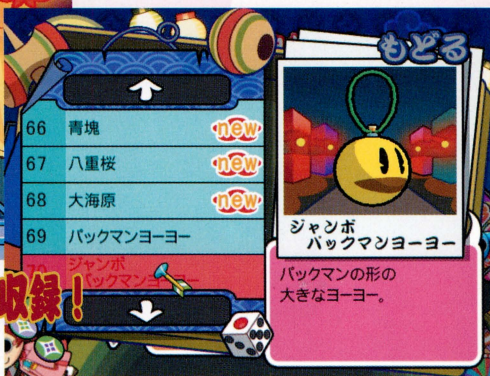 もどる
66 青塊 new
67 八重桜 new
68 大海原 new
69 パックマンヨーヨー
ジャンボ
パックマンヨーヨー
収録!
ジャンボ
パックマンヨーヨー
パックマンの形の
大きなヨーヨー。